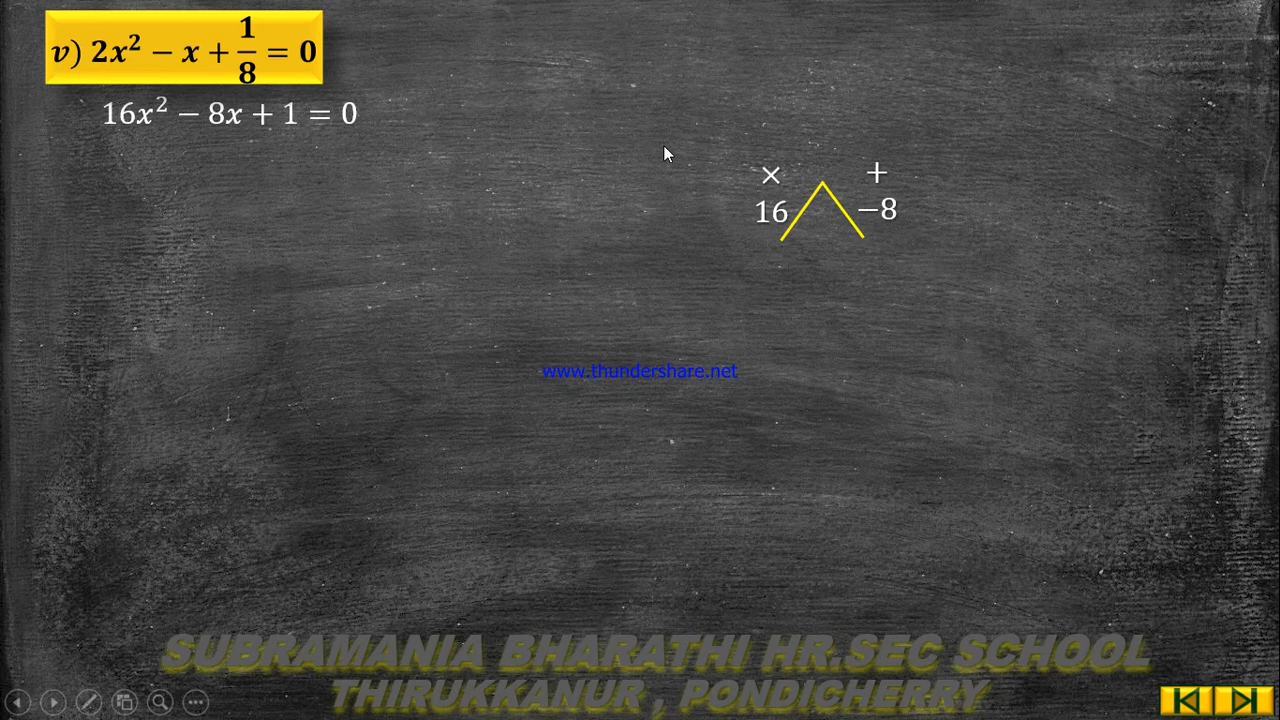 v) 2x² − x + 1/8 = 0
16x² − 8x + 1 = 0
× +
16 −8
www.thundershare.net
SUBRAMANIA BHARATHI HR.SEC SCHOOL
THIRUKKANUR , PONDICHERRY